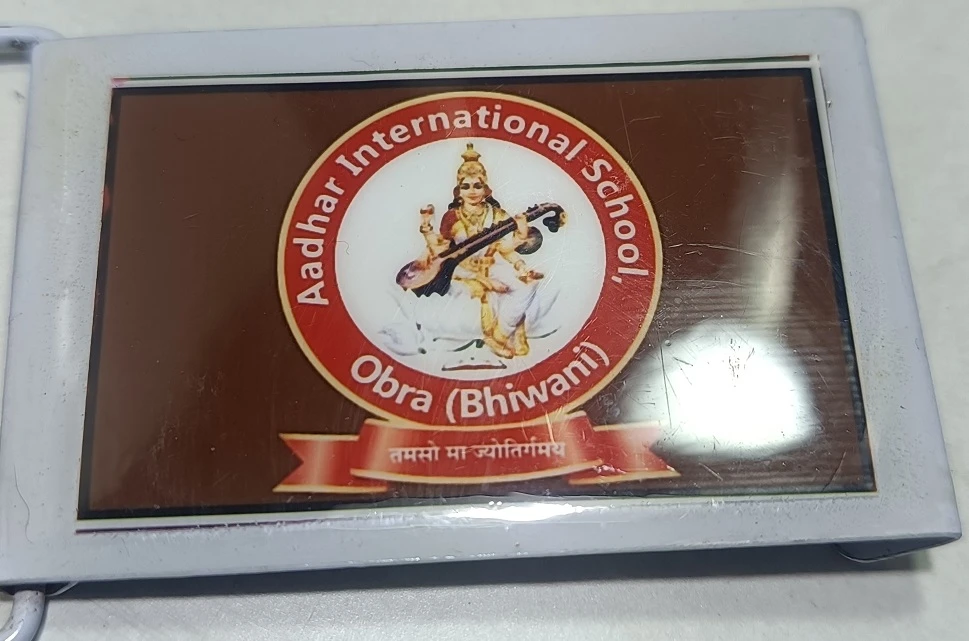 Aadhar International School,
Obra (Bhiwani)
तमसो मा ज्योतिर्गमय